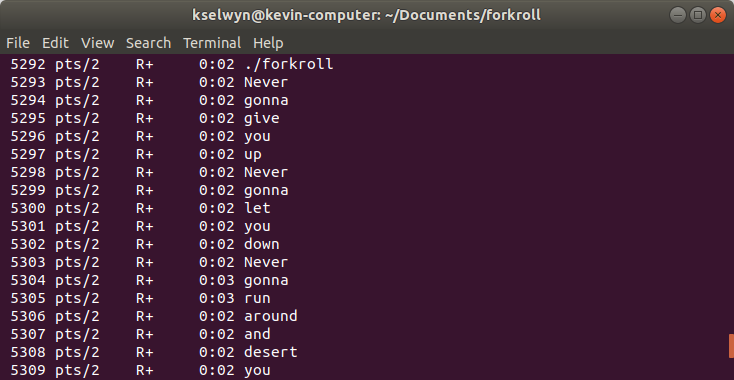 kselwyn@kevin-computer: ~/Documents/forkroll
File Edit View Search Terminal Help
5292 pts/2    R+     0:02 ./forkroll
5293 pts/2    R+     0:02 Never
5294 pts/2    R+     0:02 gonna
5295 pts/2    R+     0:02 give
5296 pts/2    R+     0:02 you
5297 pts/2    R+     0:02 up
5298 pts/2    R+     0:02 Never
5299 pts/2    R+     0:02 gonna
5300 pts/2    R+     0:02 let
5301 pts/2    R+     0:02 you
5302 pts/2    R+     0:02 down
5303 pts/2    R+     0:02 Never
5304 pts/2    R+     0:03 gonna
5305 pts/2    R+     0:03 run
5306 pts/2    R+     0:02 around
5307 pts/2    R+     0:02 and
5308 pts/2    R+     0:02 desert
5309 pts/2    R+     0:02 you